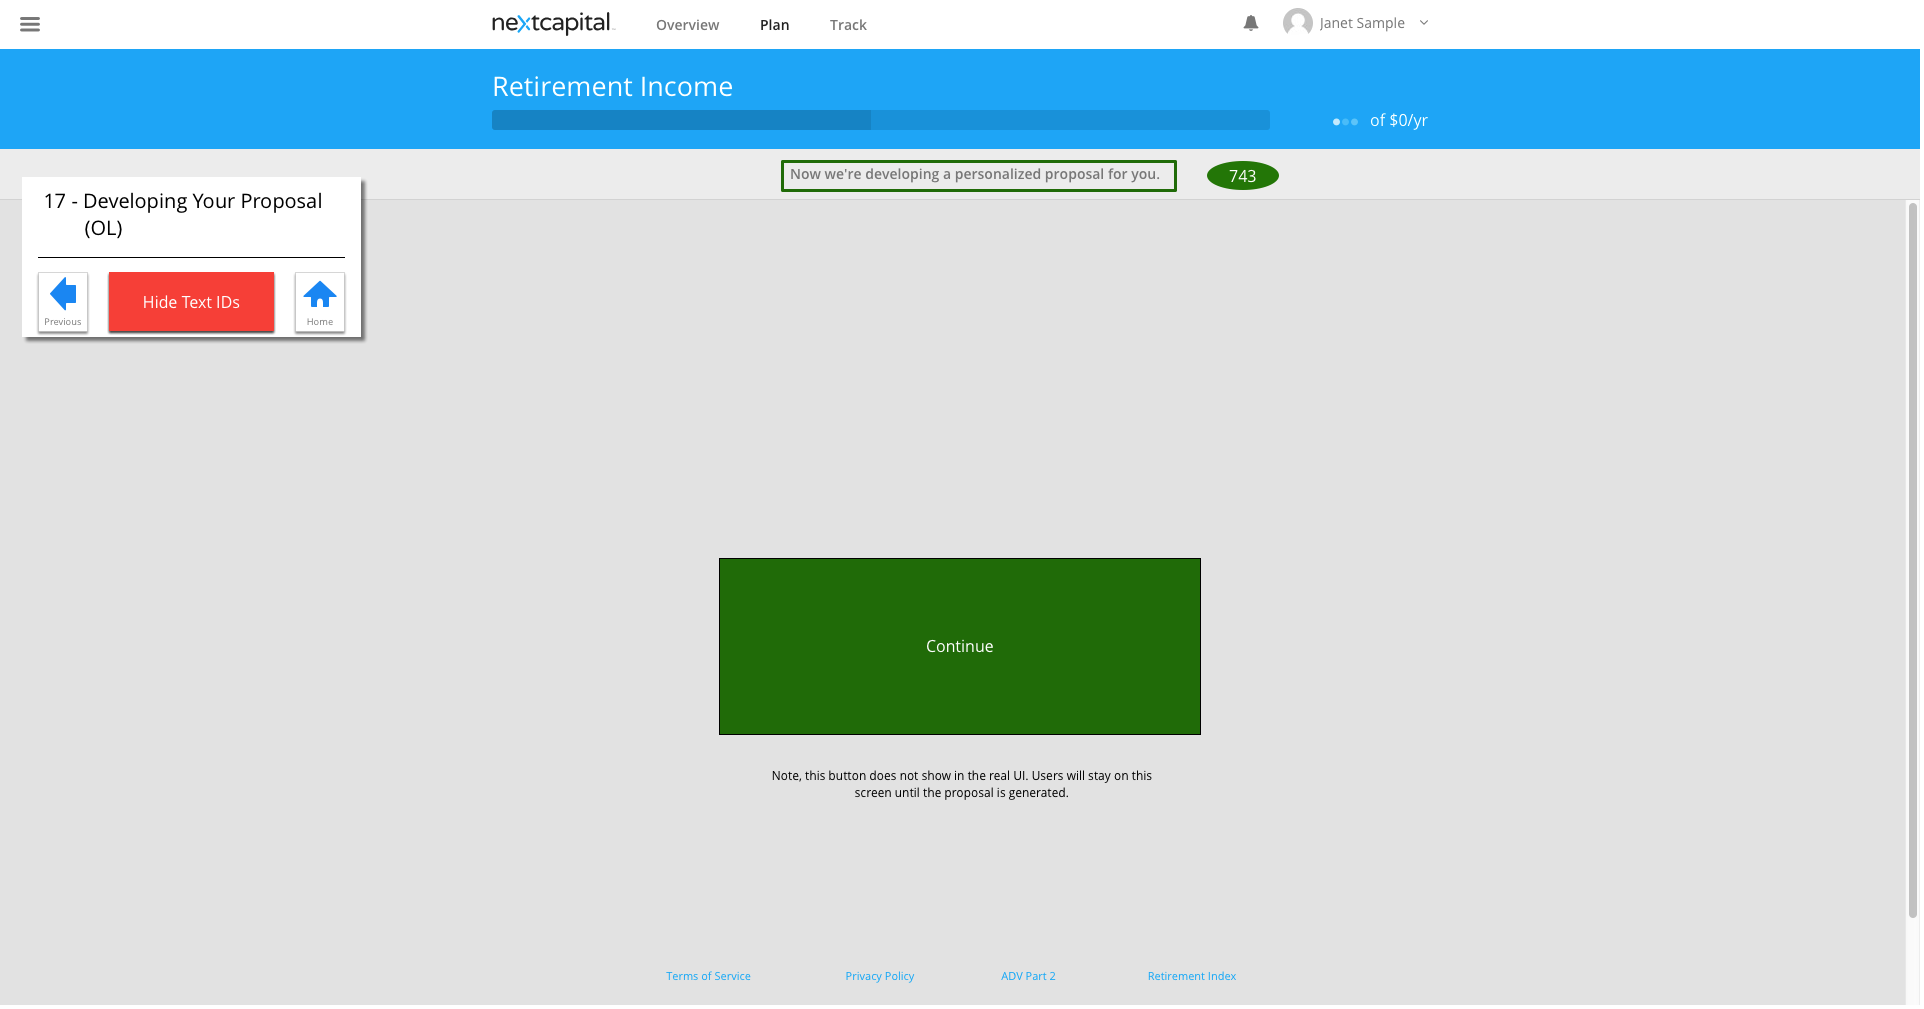 nextcapital
Overview
Plan
Track
Janet Sample
Retirement Income
of $0/yr
Now we're developing a personalized proposal for you.
743
17 - Developing Your Proposal
(OL)
Previous
Hide Text IDs
Home
Continue
Note, this button does not show in the real UI. Users will stay on this
screen until the proposal is generated.
Terms of Service
Privacy Policy
ADV Part 2
Retirement Index